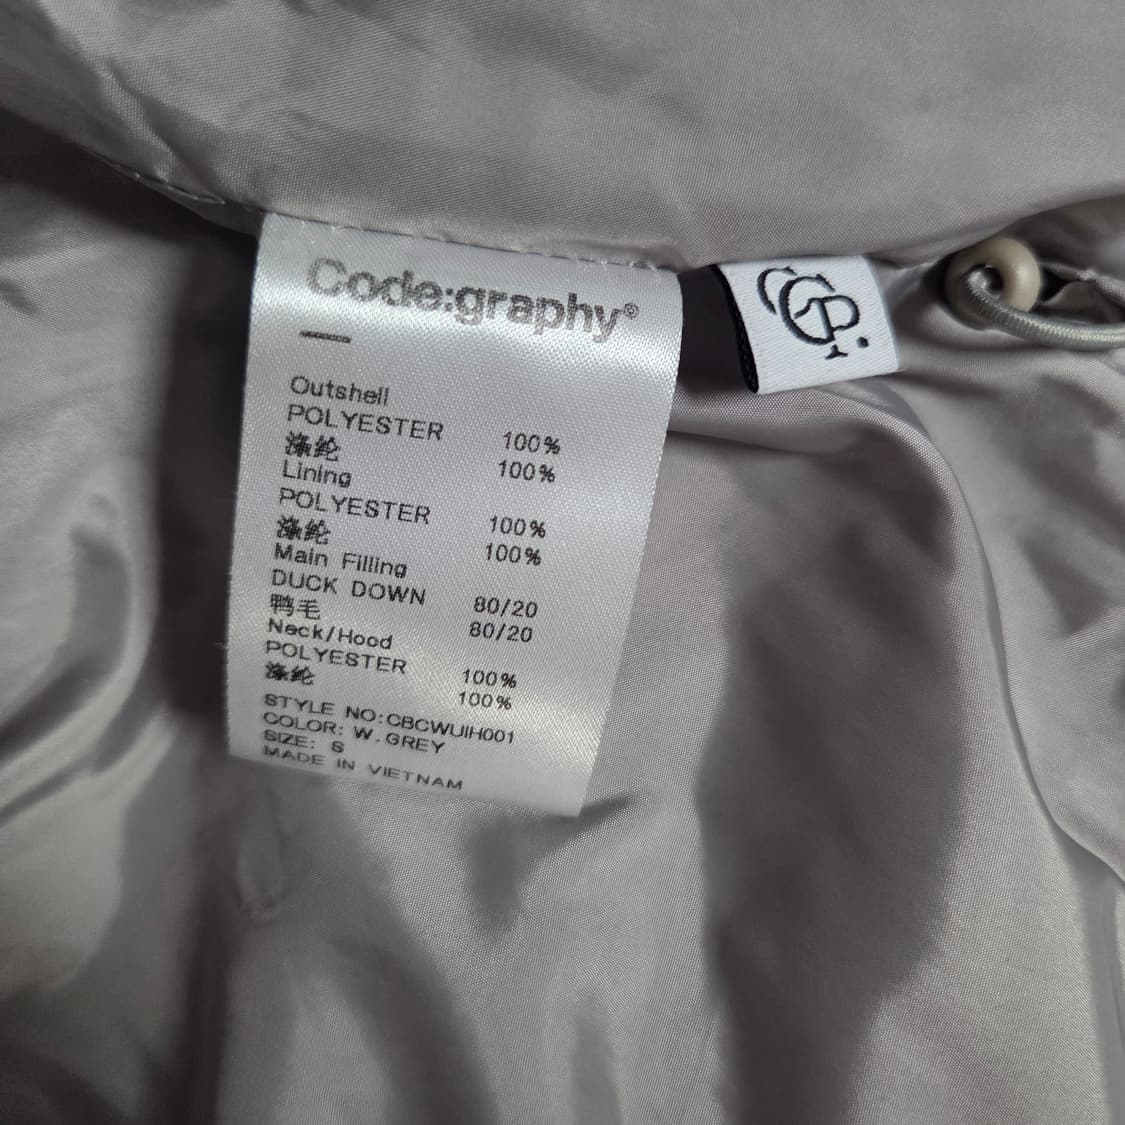 Code:graphy®
Outshell
POLYESTER 100%
涤纶 100%
Lining
POLYESTER 100%
涤纶 100%
Main Filling
DUCK DOWN 80/20
鸭毛 80/20
Neck/Hood
POLYESTER 100%
涤纶 100%
STYLE NO:CBCWUIH001
COLOR: W.GREY
SIZE: S
MADE IN VIETNAM
CGP.